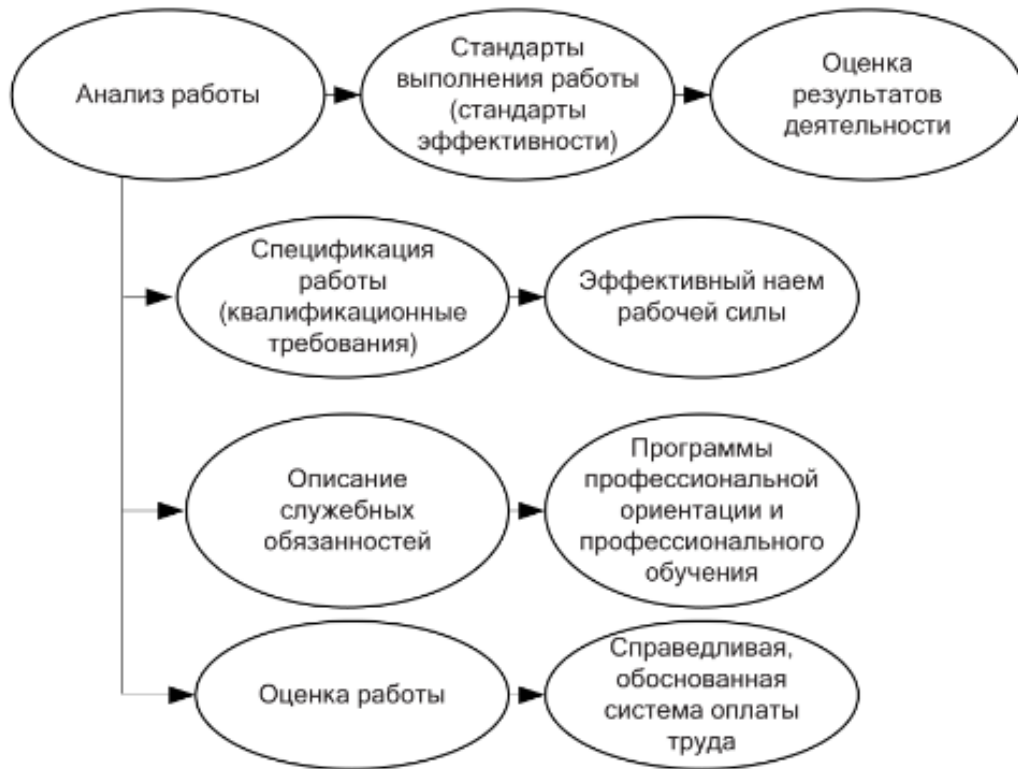 Анализ работы
Стандарты
выполнения работы
(стандарты
эффективности)
Оценка
результатов
деятельности
Спецификация
работы
(квалификационные
требования)
Эффективный наем
рабочей силы
Описание
служебных
обязанностей
Программы
профессиональной
ориентации и
профессионального
обучения
Оценка работы
Справедливая,
обоснованная
система оплаты
труда